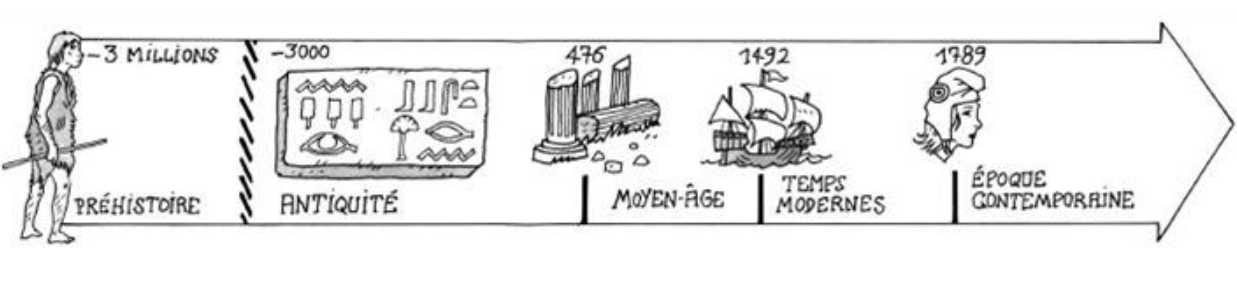 -3 MILLIONS
-3000
476
1492
1789
PRÉHISTOIRE
ANTIQUITÉ
MOYEN-ÂGE
TEMPS
MODERNES
ÉPOQUE
CONTEMPORAINE